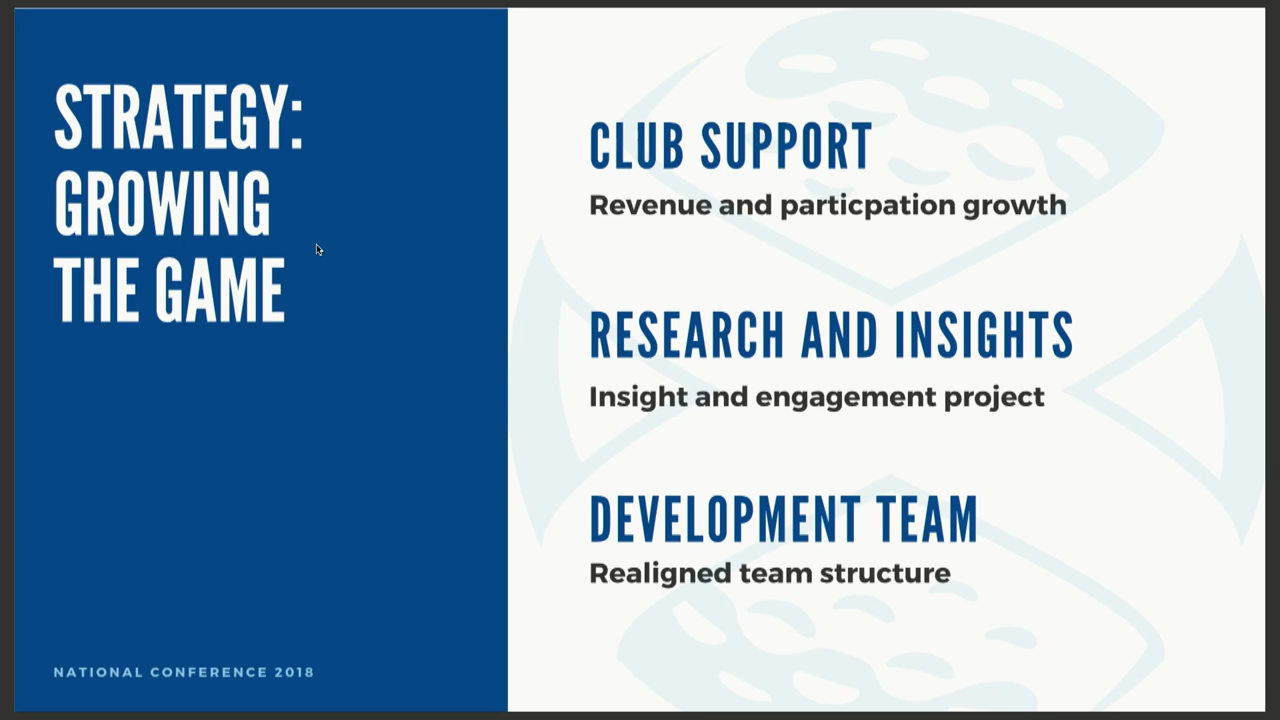 STRATEGY:
GROWING
THE GAME
NATIONAL CONFERENCE 2018
CLUB SUPPORT
Revenue and particpation growth
RESEARCH AND INSIGHTS
Insight and engagement project
DEVELOPMENT TEAM
Realigned team structure